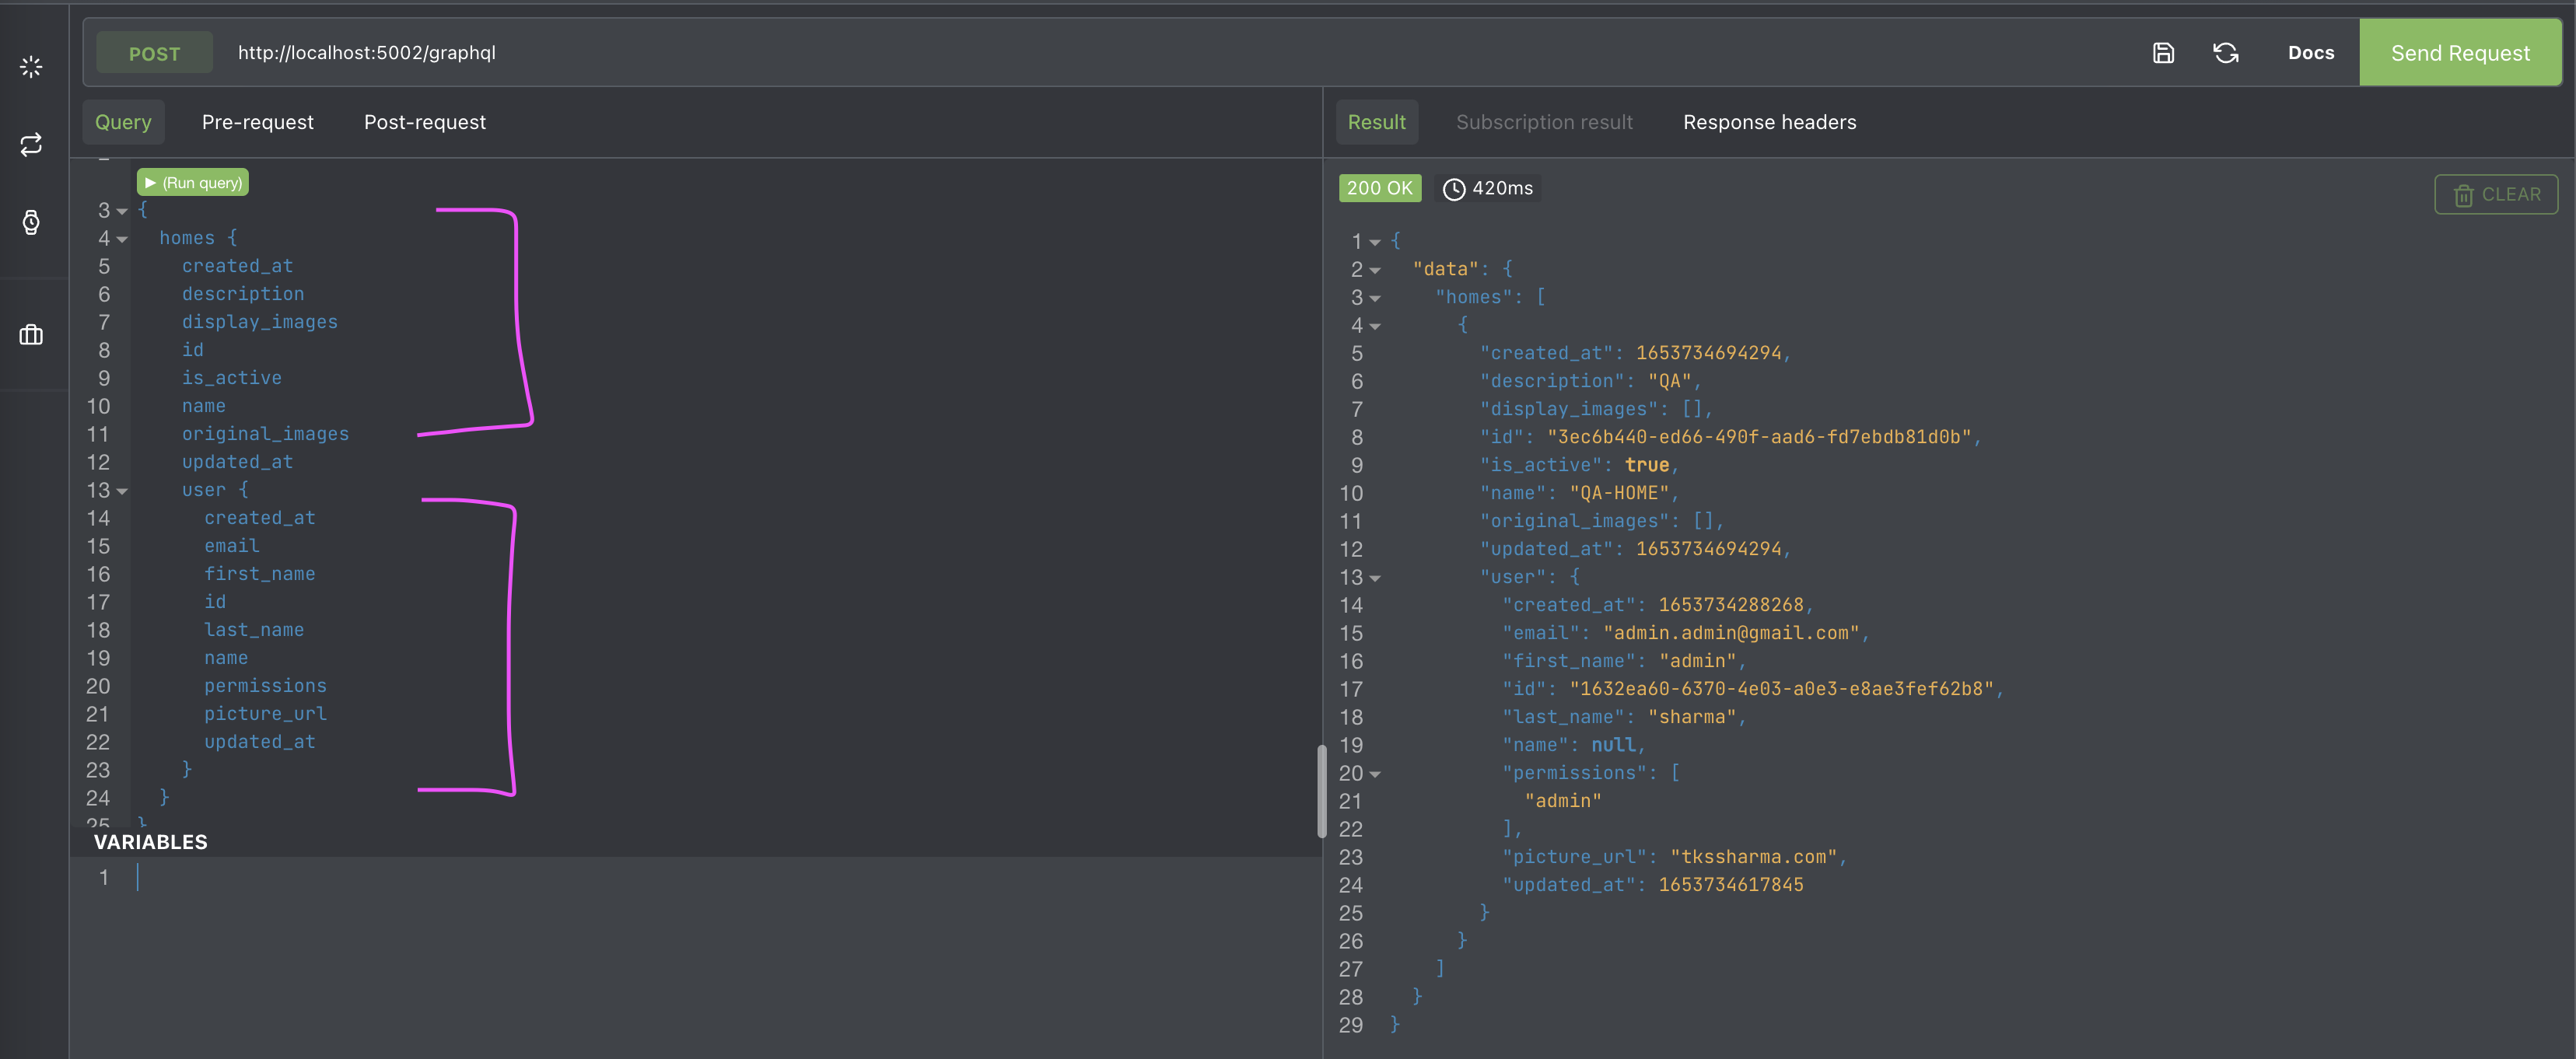 POST http://localhost:5002/graphql Docs Send Request
Query Pre-request Post-request
▶ (Run query)
3 {
4 homes {
5 created_at
6 description
7 display_images
8 id
9 is_active
10 name
11 original_images
12 updated_at
13 user {
14 created_at
15 email
16 first_name
17 id
18 last_name
19 name
20 permissions
21 picture_url
22 updated_at
23 }
24 }
25 }
VARIABLES
1
Result Subscription result Response headers
200 OK 420ms CLEAR
1 {
2 "data": {
3 "homes": [
4 {
5 "created_at": 1653734694294,
6 "description": "QA",
7 "display_images": [],
8 "id": "3ec6b440-ed66-490f-aad6-fd7ebdb81d0b",
9 "is_active": true,
10 "name": "QA-HOME",
11 "original_images": [],
12 "updated_at": 1653734694294,
13 "user": {
14 "created_at": 1653734288268,
15 "email": "admin.admin@gmail.com",
16 "first_name": "admin",
17 "id": "1632ea60-6370-4e03-a0e3-e8ae3fef62b8",
18 "last_name": "sharma",
19 "name": null,
20 "permissions": [
21 "admin"
22 ],
23 "picture_url": "tkssharma.com",
24 "updated_at": 1653734617845
25 }
26 }
27 ]
28 }
29 }